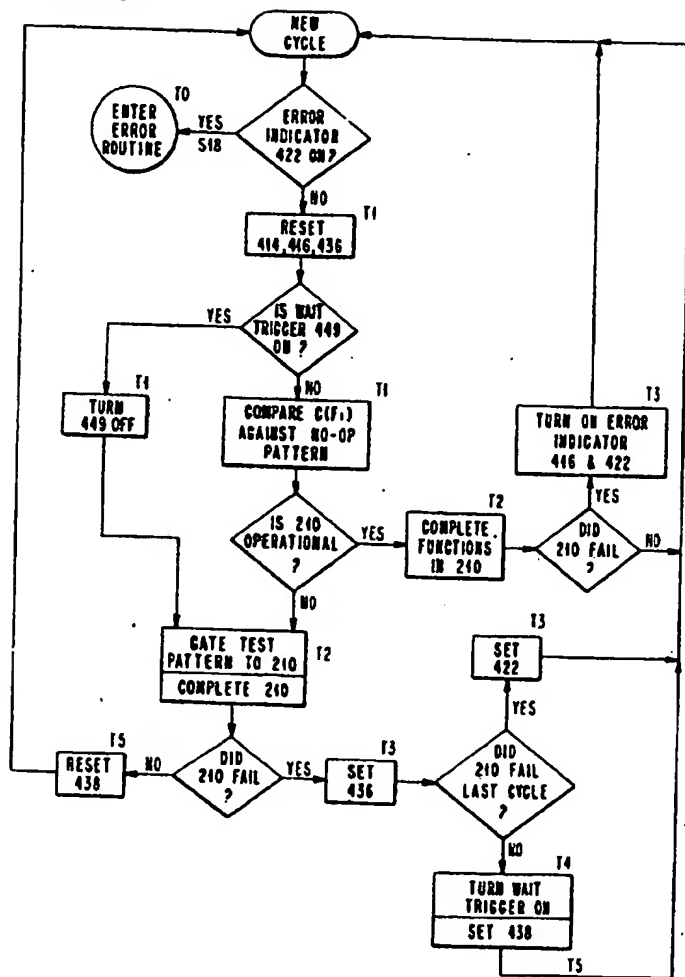 NEW
CYCLE
T0
ENTER
ERROR
ROUTINE
YES
S18
ERROR
INDICATOR
422 ON?
NO
T1
RESET
414,416,436
IS WAIT
TRIGGER 449
ON ?
YES
NO
T1
TURN
449 OFF
T1
COMPARE C(F₁)
AGAINST NO-OP
PATTERN
IS 210
OPERATIONAL
?
YES
NO
T2
COMPLETE
FUNCTIONS
IN 210
T3
TURN ON ERROR
INDICATOR
416 & 422
YES
DID
210 FAIL
?
NO
GATE TEST
PATTERN TO 210
T2
COMPLETE 210
T5
RESET
438
NO
DID
210 FAIL
?
YES
T3
SET
436
T3
SET
422
YES
DID
210 FAIL
LAST CYCLE
?
NO
T4
TURN WAIT
TRIGGER ON
SET 438
T5